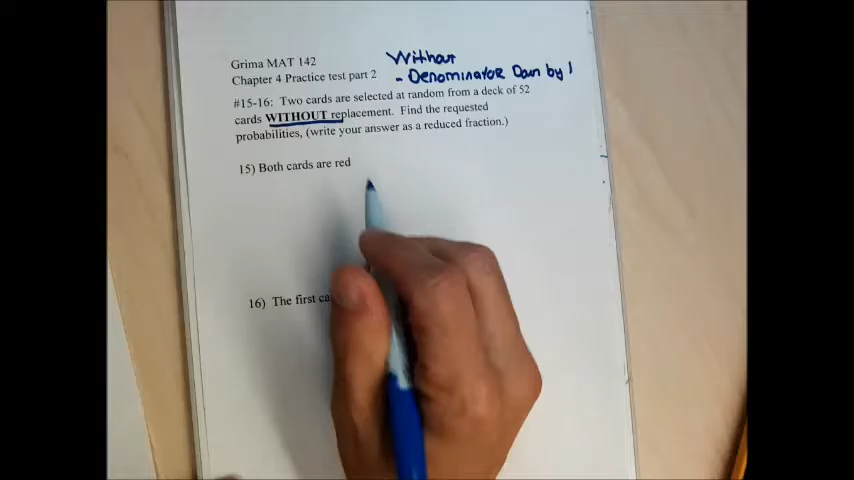 Grima MAT 142
Without
Chapter 4 Practice test part 2
- Denominator Down by 1
#15-16: Two cards are selected at random from a deck of 52
cards WITHOUT replacement. Find the requested
probabilities, (write your answer as a reduced fraction.)
15) Both cards are red
16) The first